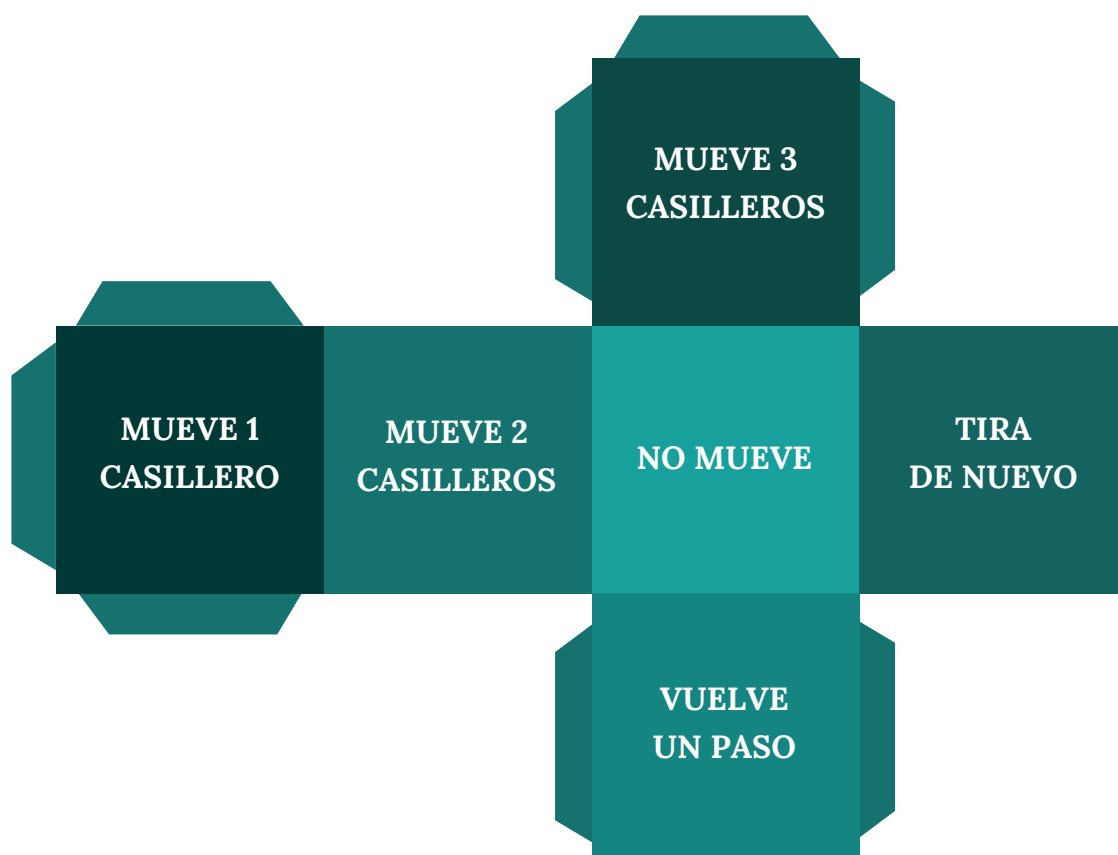 MUEVE 3
CASILLEROS
MUEVE 1
CASILLERO
MUEVE 2
CASILLEROS
NO MUEVE
TIRA
DE NUEVO
VUELVE
UN PASO